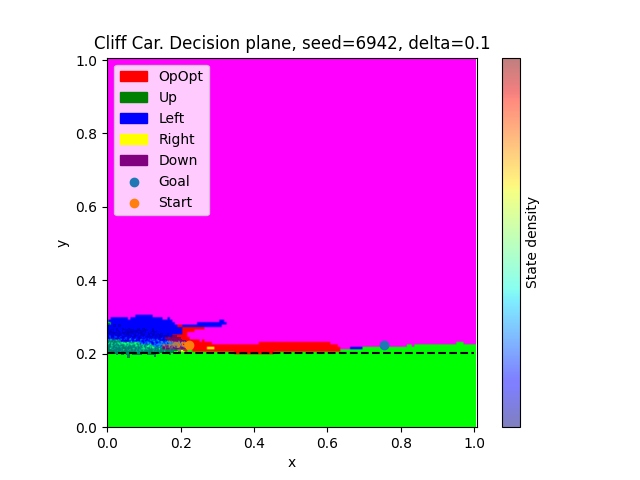 Cliff Car. Decision plane, seed=6942, delta=0.1
1.0
0.8
0.6
0.4
0.2
0.0
y
OpOpt
Up
Left
Right
Down
Goal
Start
0.0 0.2 0.4 0.6 0.8 1.0
x
State density